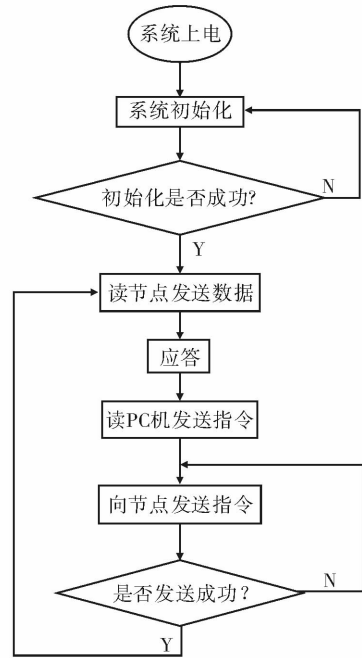 系统上电
系统初始化
初始化是否成功?
N
Y
读节点发送数据
应答
读PC机发送指令
向节点发送指令
是否发送成功?
N
Y